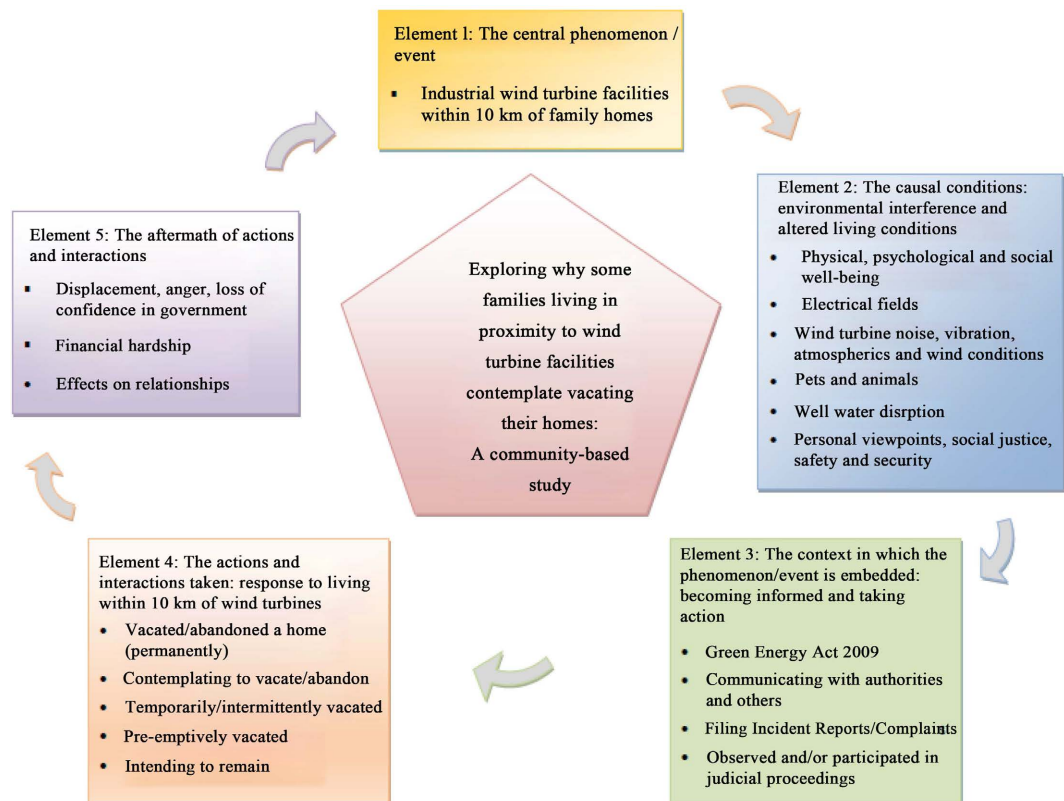 Element 1: The central phenomenon /
event
▪ Industrial wind turbine facilities
within 10 km of family homes
Element 2: The causal conditions:
environmental interference and
altered living conditions
• Physical, psychological and social
well-being
• Electrical fields
• Wind turbine noise, vibration,
atmospherics and wind conditions
• Pets and animals
• Well water disrption
• Personal viewpoints, social justice,
safety and security
Element 3: The context in which the
phenomenon/event is embedded:
becoming informed and taking
action
• Green Energy Act 2009
• Communicating with authorities
and others
• Filing Incident Reports/Complaints
• Observed and/or participated in
judicial proceedings
Element 4: The actions and
interactions taken: response to living
within 10 km of wind turbines
• Vacated/abandoned a home
(permanently)
• Contemplating to vacate/abandon
• Temporarily/intermittently vacated
• Pre-emptively vacated
• Intending to remain
Element 5: The aftermath of actions
and interactions
▪ Displacement, anger, loss of
confidence in government
▪ Financial hardship
• Effects on relationships
Exploring why some
families living in
proximity to wind
turbine facilities
contemplate vacating
their homes:
A community-based
study